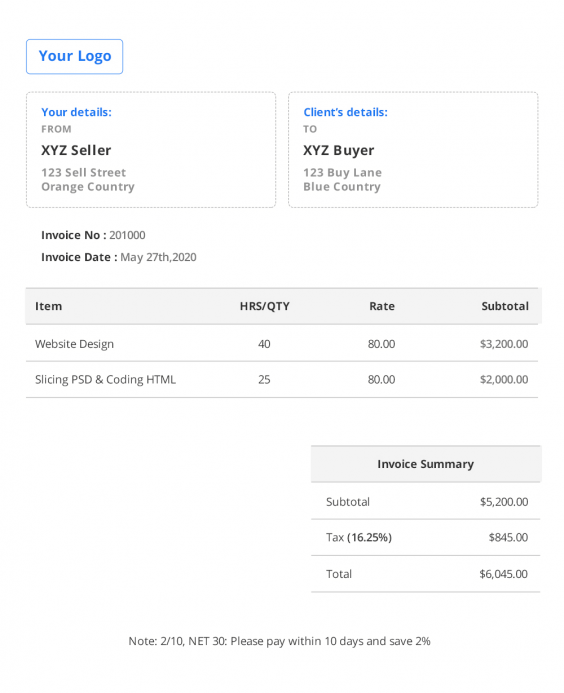 Your Logo
Your details:
FROM
XYZ Seller
123 Sell Street
Orange Country
Client's details:
TO
XYZ Buyer
123 Buy Lane
Blue Country
Invoice No : 201000
Invoice Date : May 27th,2020
Item HRS/QTY Rate Subtotal
Website Design 40 80.00 $3,200.00
Slicing PSD & Coding HTML 25 80.00 $2,000.00
Invoice Summary
Subtotal $5,200.00
Tax (16.25%) $845.00
Total $6,045.00
Note: 2/10, NET 30: Please pay within 10 days and save 2%